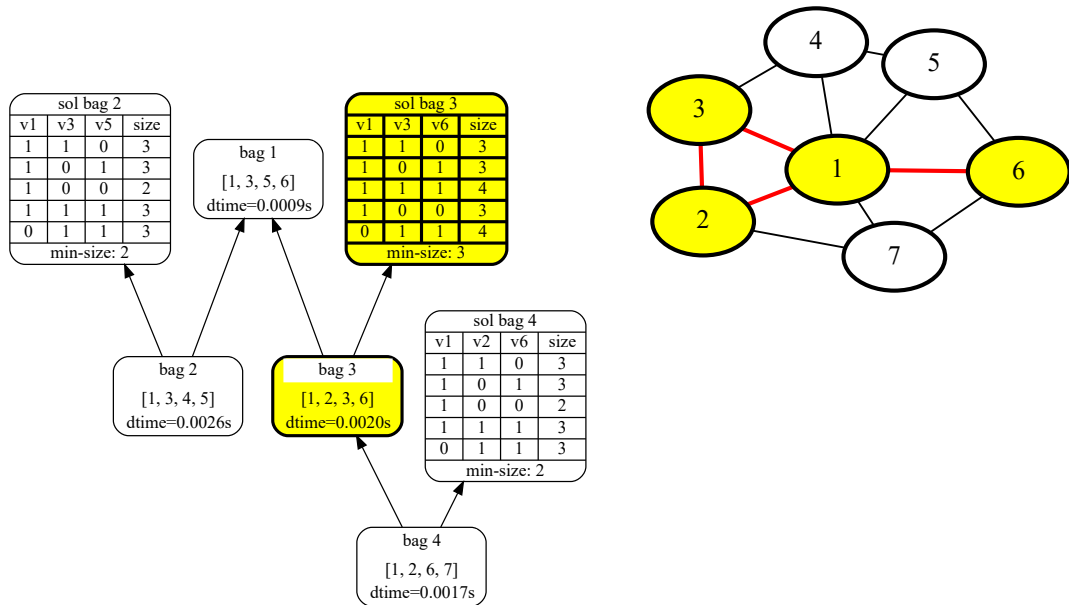 sol bag 2
v1 v3 v5 size
1 1 0 3
1 0 1 3
1 0 0 2
1 1 1 3
0 1 1 3
min-size: 2
bag 1
[1, 3, 5, 6]
dtime=0.0009s
sol bag 3
v1 v3 v6 size
1 1 0 3
1 0 1 3
1 1 1 4
1 0 0 3
0 1 1 4
min-size: 3
bag 2
[1, 3, 4, 5]
dtime=0.0026s
bag 3
[1, 2, 3, 6]
dtime=0.0020s
sol bag 4
v1 v2 v6 size
1 1 0 3
1 0 1 3
1 0 0 2
1 1 1 3
0 1 1 3
min-size: 2
bag 4
[1, 2, 6, 7]
dtime=0.0017s
4
5
3
1
6
2
7